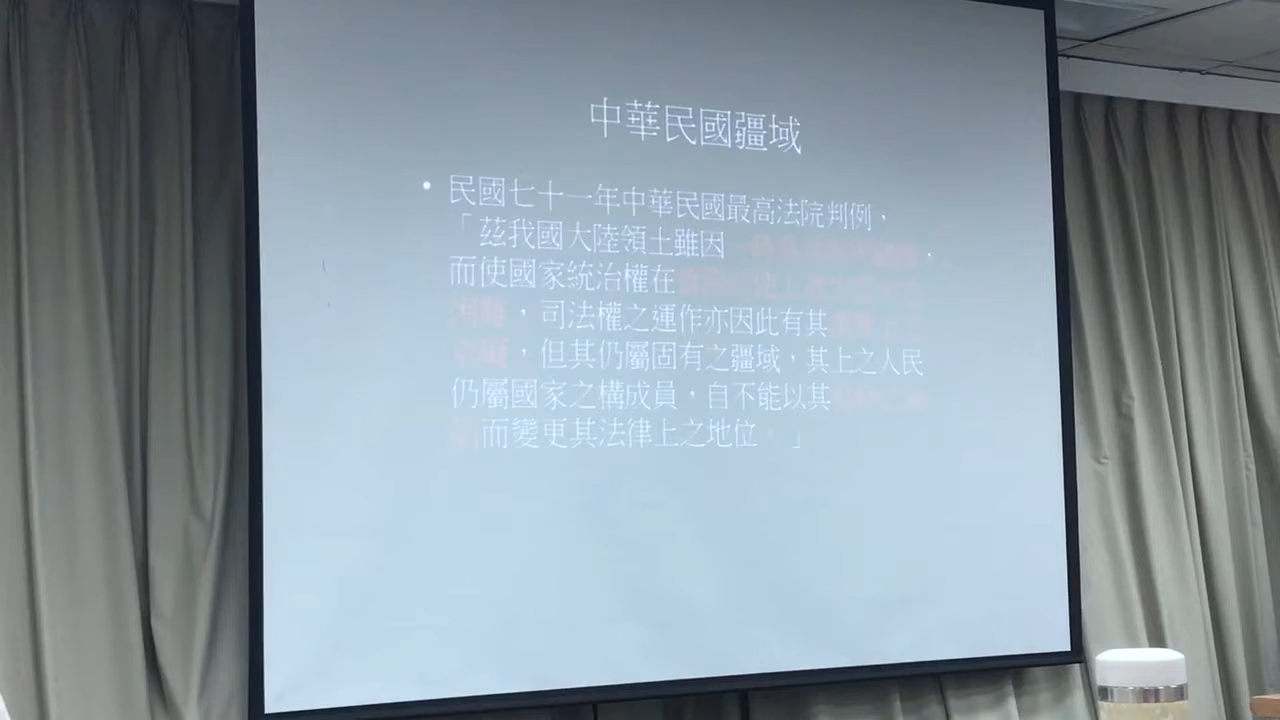 中華民國疆域
• 民國七十一年中華民國最高法院判例，
「茲我國大陸領土雖因
而使國家統治權在
，司法權之運作亦因此有其
，但其仍屬固有之疆域，其上之人民
仍屬國家之構成員，自不能以其
而變更其法律上之地位。」